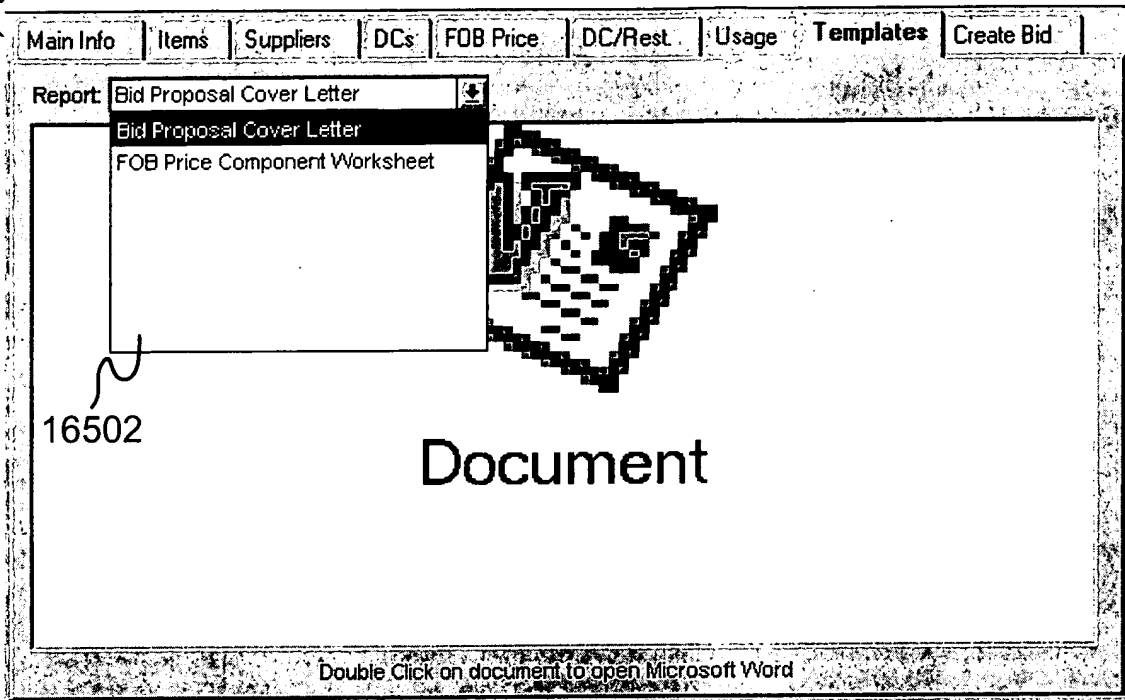 Main Info Items Suppliers DCs FOB Price DC/Rest. Usage Templates Create Bid
Report: Bid Proposal Cover Letter
Bid Proposal Cover Letter
FOB Price Component Worksheet
16502
Document
Double Click on document to open Microsoft Word